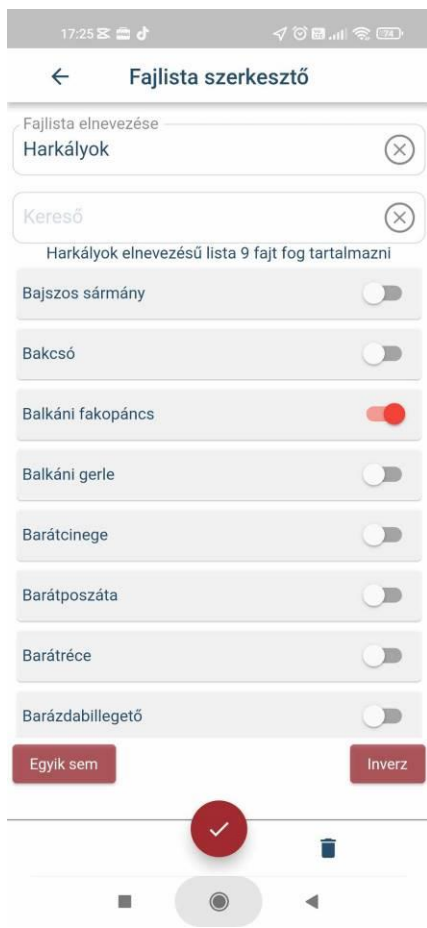 17:25
74
Fajlista szerkesztő
Fajlista elnevezése
Harkályok
Kereső
Harkályok elnevezésű lista 9 fajt fog tartalmazni
Bajszos sármány
Bakcsó
Balkáni fakopáncs
Balkáni gerle
Barátcinege
Barátposzáta
Barátréce
Barázdabillegető
Egyik sem
Inverz